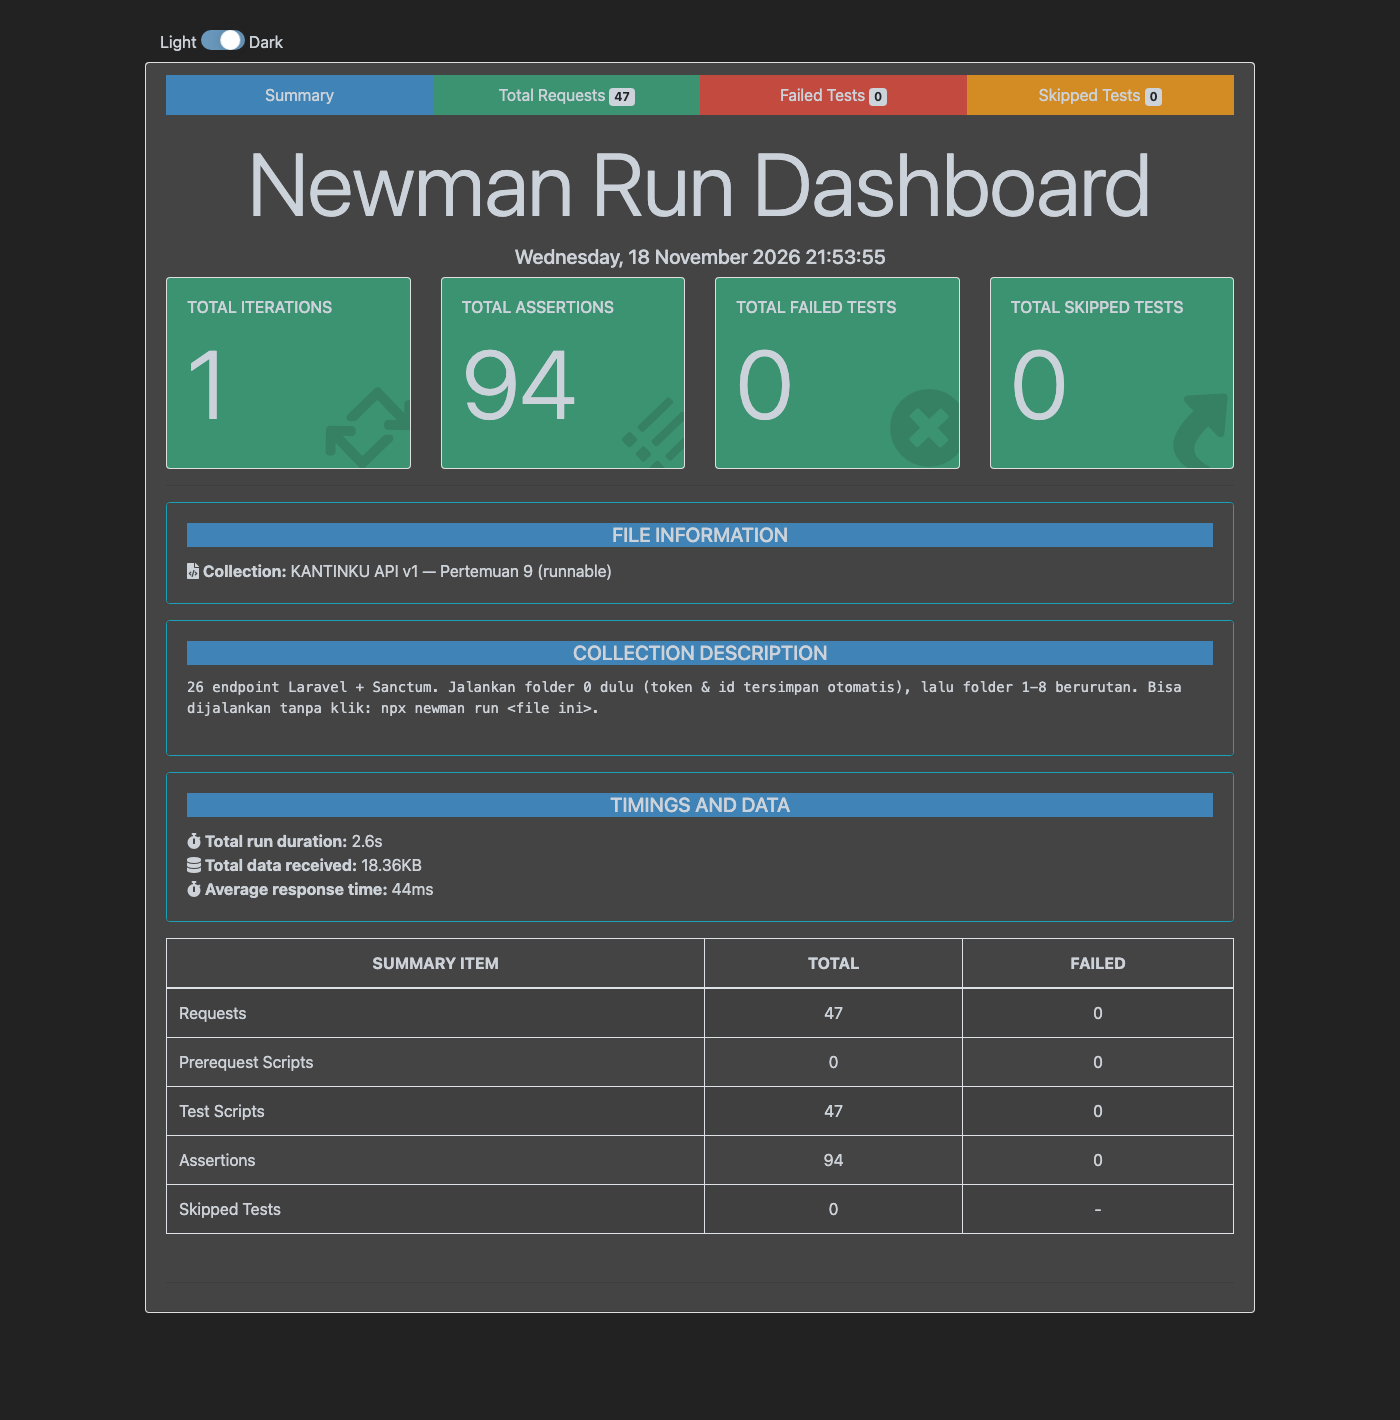 Light Dark
Summary
Total Requests 47
Failed Tests 0
Skipped Tests 0
Newman Run Dashboard
Wednesday, 18 November 2026 21:53:55
TOTAL ITERATIONS
1
TOTAL ASSERTIONS
94
TOTAL FAILED TESTS
0
TOTAL SKIPPED TESTS
0
FILE INFORMATION
Collection: KANTINKU API v1 — Pertemuan 9 (runnable)
COLLECTION DESCRIPTION
26 endpoint Laravel + Sanctum. Jalankan folder 0 dulu (token & id tersimpan otomatis), lalu folder 1–8 berurutan. Bisa
dijalankan tanpa klik: npx newman run <file ini>.
TIMINGS AND DATA
Total run duration: 2.6s
Total data received: 18.36KB
Average response time: 44ms
SUMMARY ITEM TOTAL FAILED
Requests 47 0
Prerequest Scripts 0 0
Test Scripts 47 0
Assertions 94 0
Skipped Tests 0 -